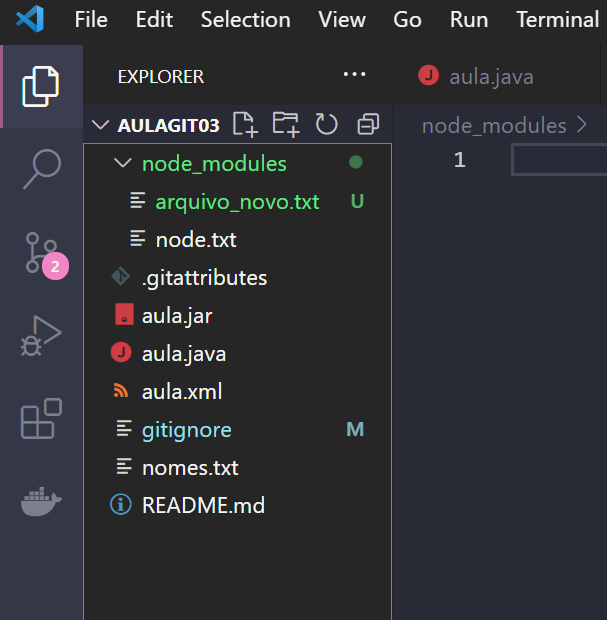 File Edit Selection View Go Run Terminal
EXPLORER ···
aula.java
AULAGIT03
node_modules >
1
node_modules
arquivo_novo.txt U
node.txt
.gitattributes
2
aula.jar
J aula.java
aula.xml
gitignore M
nomes.txt
README.md